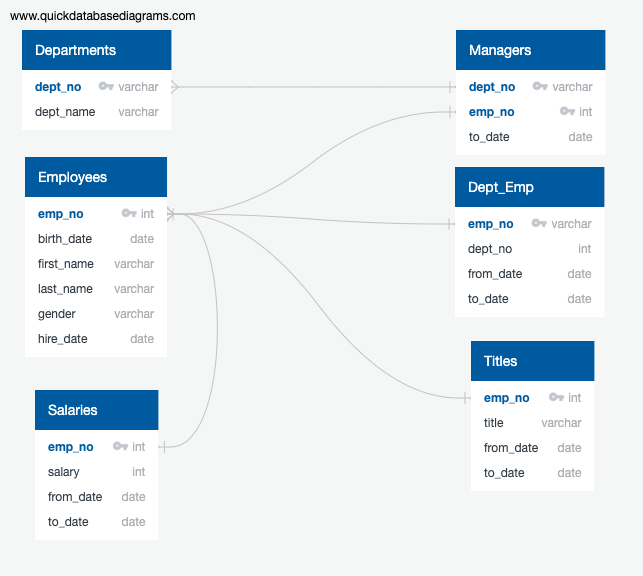 www.quickdatabasediagrams.com
Departments
dept_no varchar
dept_name varchar
Managers
dept_no varchar
emp_no int
to_date date
Employees
emp_no int
birth_date date
first_name varchar
last_name varchar
gender varchar
hire_date date
Dept_Emp
emp_no varchar
dept_no int
from_date date
to_date date
Salaries
emp_no int
salary int
from_date date
to_date date
Titles
emp_no int
title varchar
from_date date
to_date date